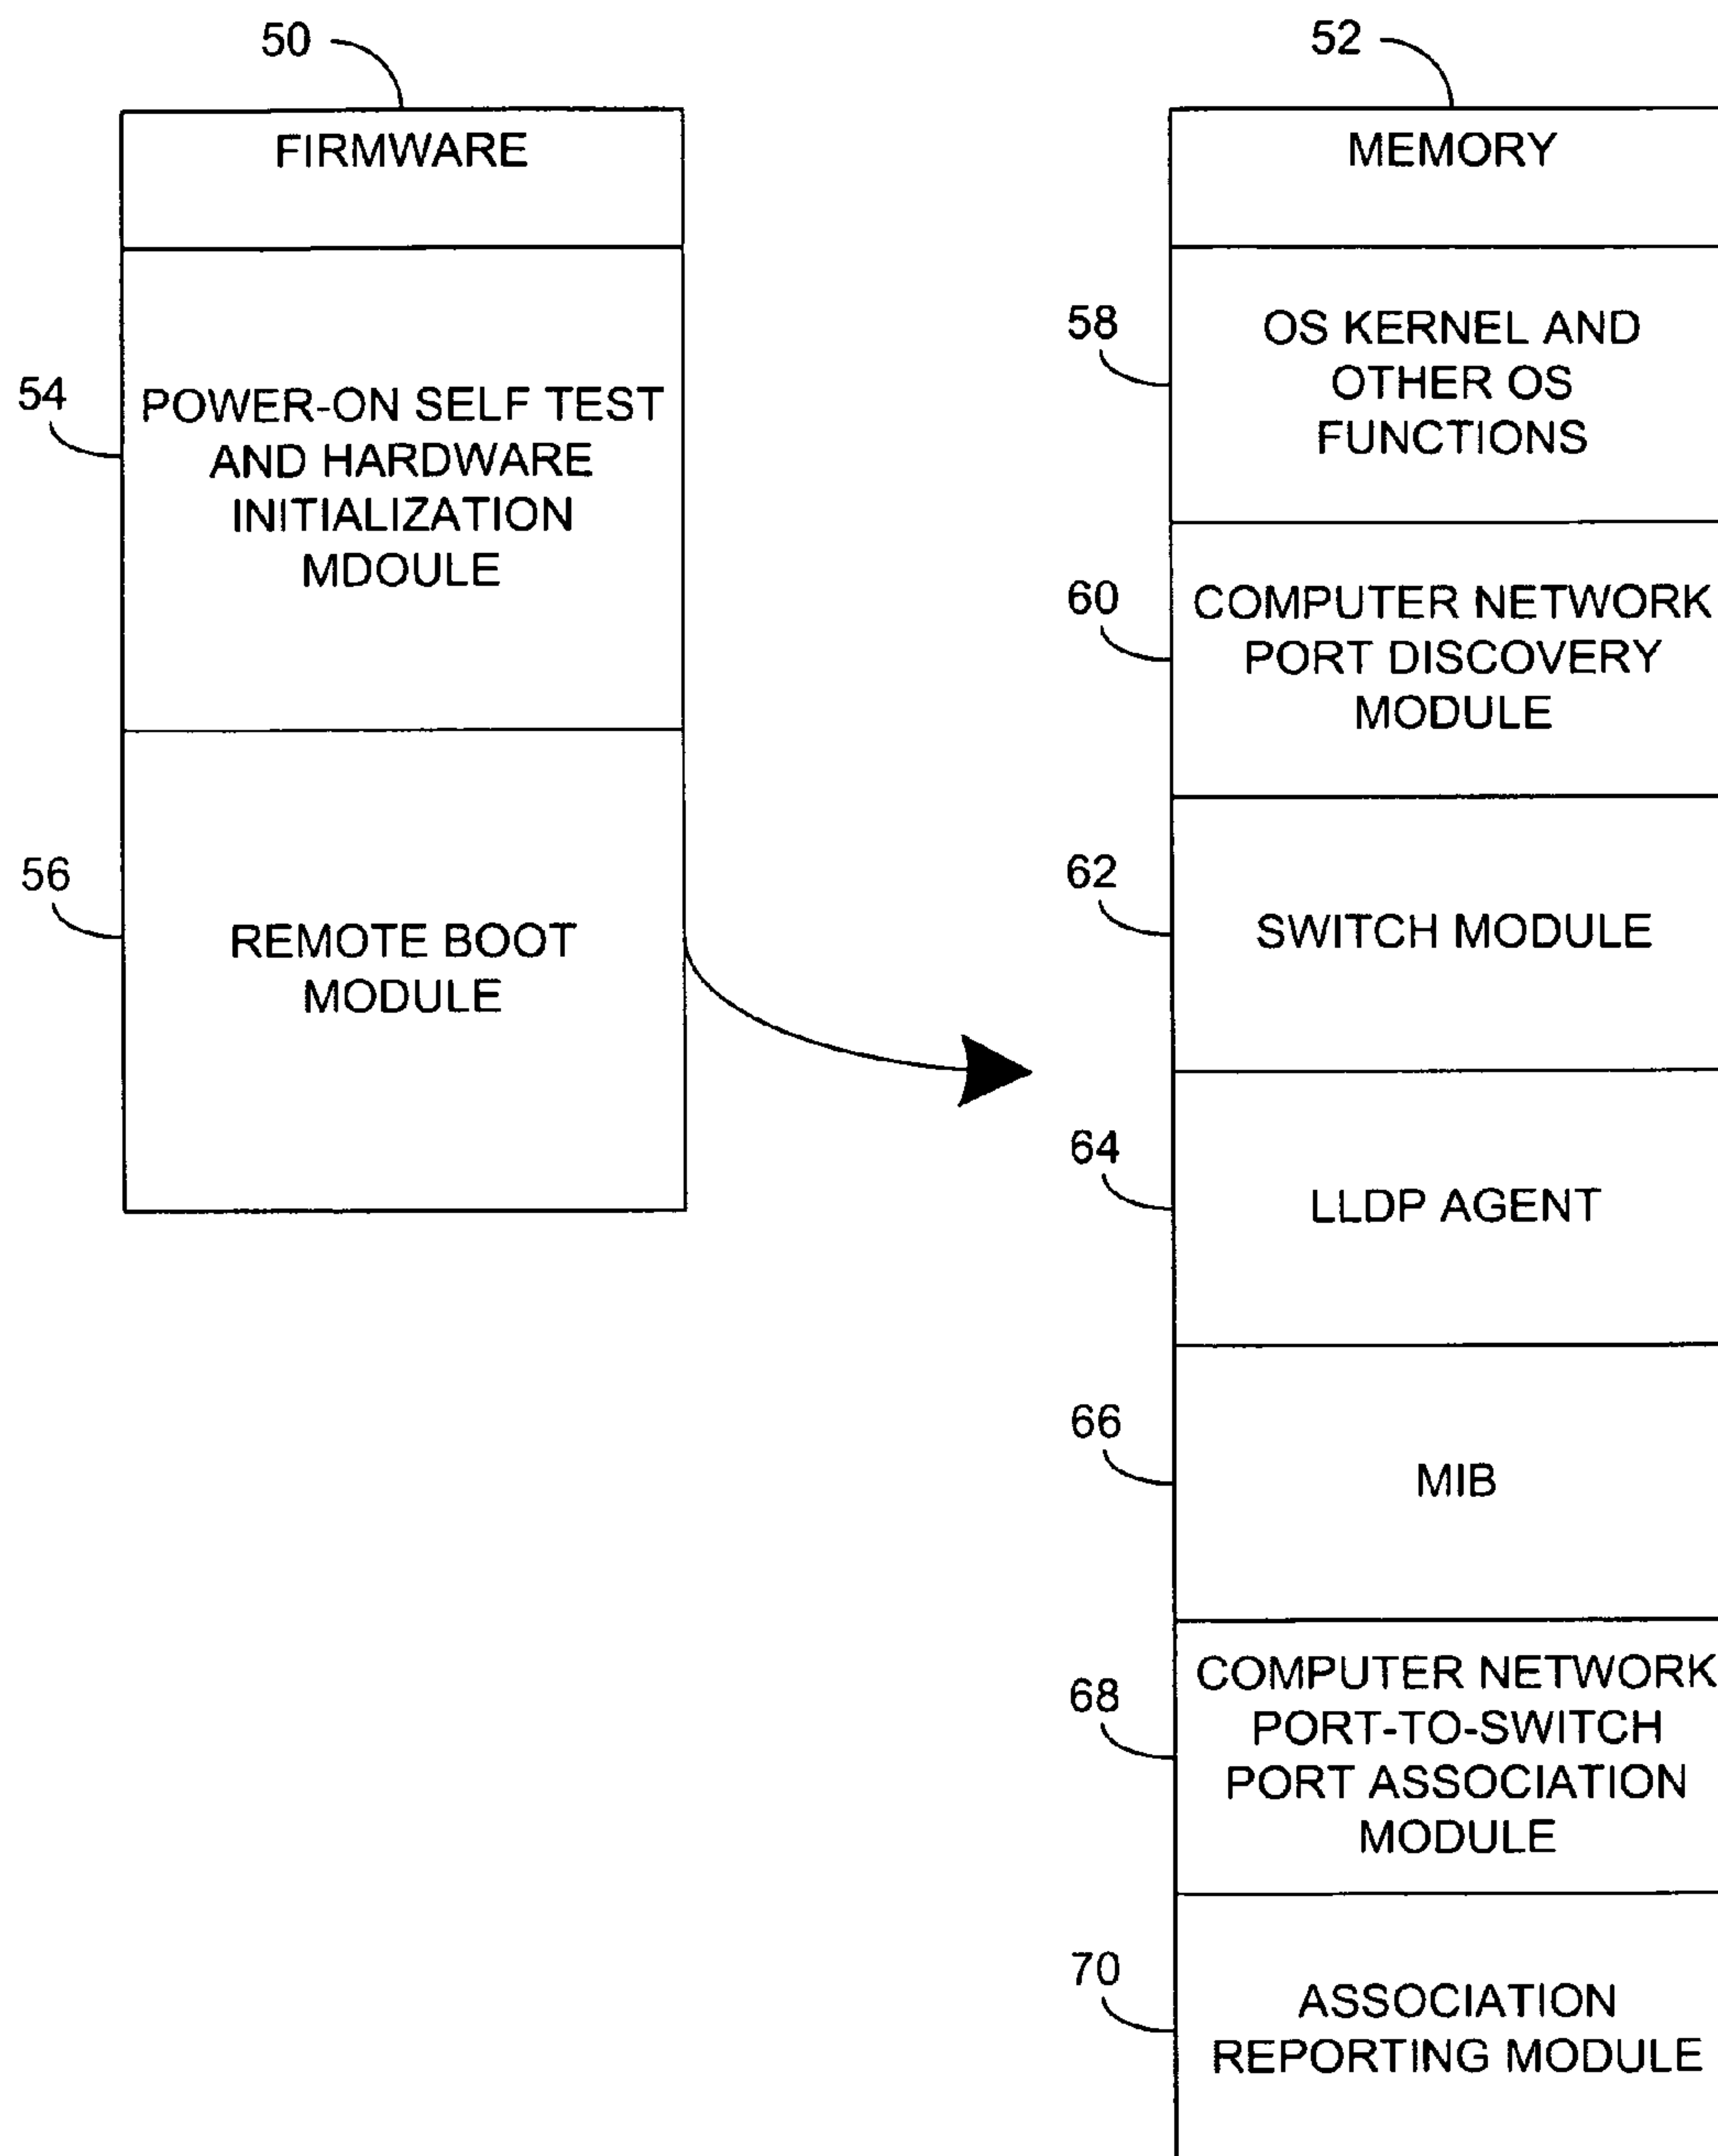 50
FIRMWARE
54
POWER-ON SELF TEST
AND HARDWARE
INITIALIZATION
MDOULE
56
REMOTE BOOT
MODULE
52
MEMORY
58
OS KERNEL AND
OTHER OS
FUNCTIONS
60
COMPUTER NETWORK
PORT DISCOVERY
MODULE
62
SWITCH MODULE
64
LLDP AGENT
66
MIB
68
COMPUTER NETWORK
PORT-TO-SWITCH
PORT ASSOCIATION
MODULE
70
ASSOCIATION
REPORTING MODULE